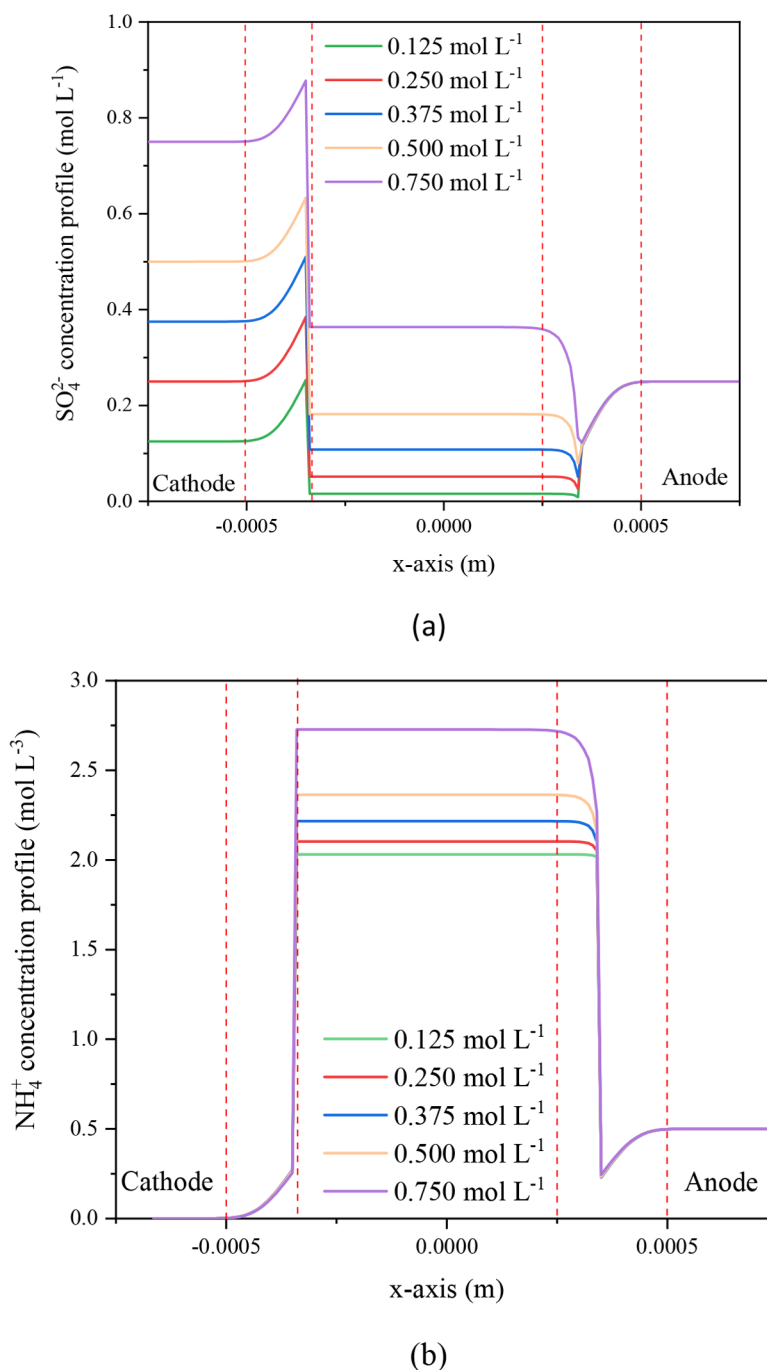 SO₄²⁻ concentration profile (mol L⁻¹)
1.0
0.8
0.6
0.4
0.2
0.0
0.125 mol L⁻¹
0.250 mol L⁻¹
0.375 mol L⁻¹
0.500 mol L⁻¹
0.750 mol L⁻¹
Cathode
Anode
-0.0005 0.0000 0.0005
x-axis (m)
(a)
NH₄⁺ concentration profile (mol L⁻³)
3.0
2.5
2.0
1.5
1.0
0.5
0.0
0.125 mol L⁻¹
0.250 mol L⁻¹
0.375 mol L⁻¹
0.500 mol L⁻¹
0.750 mol L⁻¹
Cathode
Anode
-0.0005 0.0000 0.0005
x-axis (m)
(b)